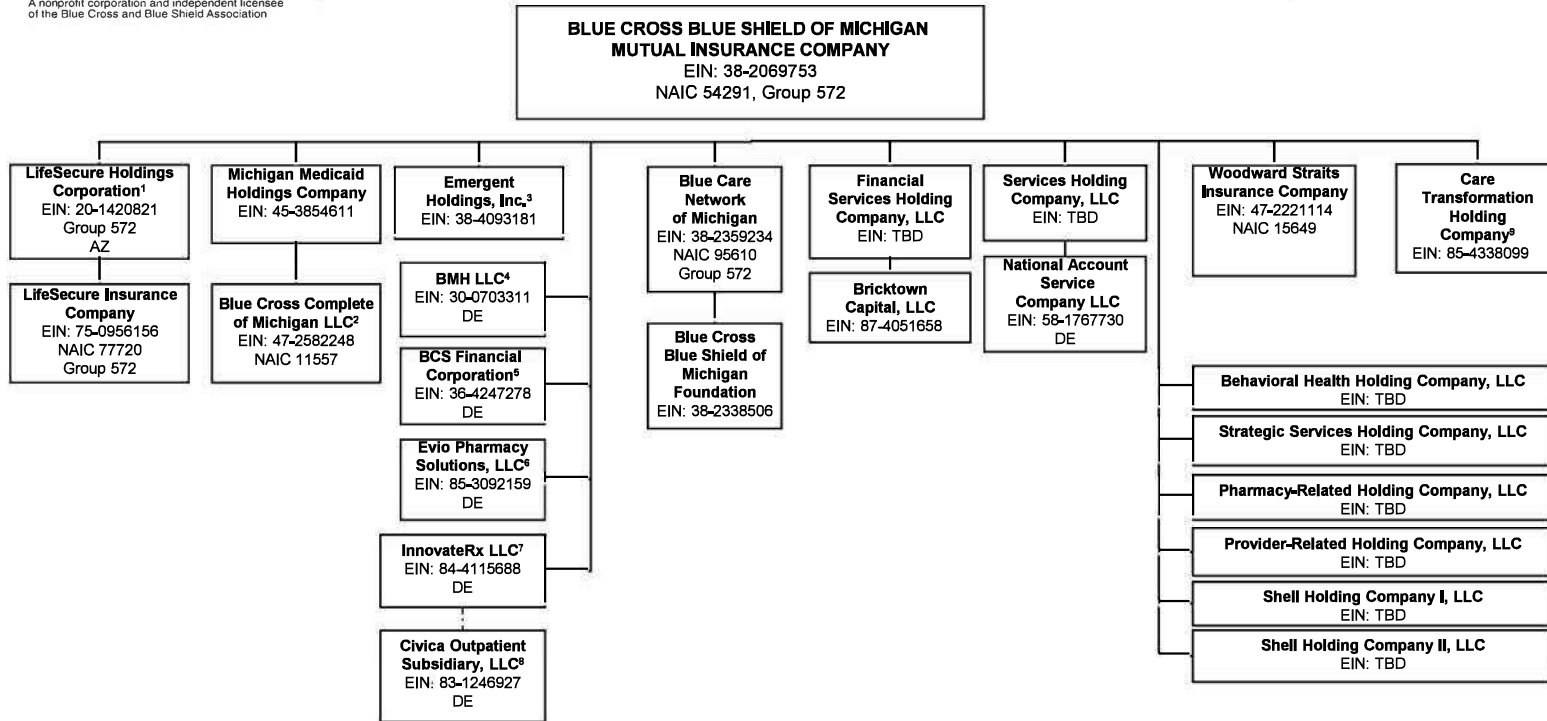 A nonprofit corporation and independent licensee
of the Blue Cross and Blue Shield Association
BLUE CROSS BLUE SHIELD OF MICHIGAN
MUTUAL INSURANCE COMPANY
EIN: 38-2069753
NAIC 54291, Group 572
LifeSecure Holdings
Corporation¹
EIN: 20-1420821
Group 572
AZ
Michigan Medicaid
Holdings Company
EIN: 45-3854611
Emergent
Holdings, Inc.³
EIN: 38-4093181
Blue Care
Network
of Michigan
EIN: 38-2359234
NAIC 95610
Group 572
Financial
Services Holding
Company, LLC
EIN: TBD
Services Holding
Company, LLC
EIN: TBD
Woodward Straits
Insurance Company
EIN: 47-2221114
NAIC 15649
Care
Transformation
Holding
Company⁹
EIN: 85-4338099
LifeSecure Insurance
Company
EIN: 75-0956156
NAIC 77720
Group 572
Blue Cross Complete
of Michigan LLC²
EIN: 47-2582248
NAIC 11557
BMH LLC⁴
EIN: 30-0703311
DE
BCS Financial
Corporation⁵
EIN: 36-4247278
DE
Evio Pharmacy
Solutions, LLC⁶
EIN: 85-3092159
DE
InnovateRx LLC⁷
EIN: 84-4115688
DE
Civica Outpatient
Subsidiary, LLC⁸
EIN: 83-1246927
DE
Blue Cross
Blue Shield of
Michigan
Foundation
EIN: 38-2338506
Bricktown
Capital, LLC
EIN: 87-4051658
National Account
Service
Company LLC
EIN: 58-1767730
DE
Behavioral Health Holding Company, LLC
EIN: TBD
Strategic Services Holding Company, LLC
EIN: TBD
Pharmacy-Related Holding Company, LLC
EIN: TBD
Provider-Related Holding Company, LLC
EIN: TBD
Shell Holding Company I, LLC
EIN: TBD
Shell Holding Company II, LLC
EIN: TBD